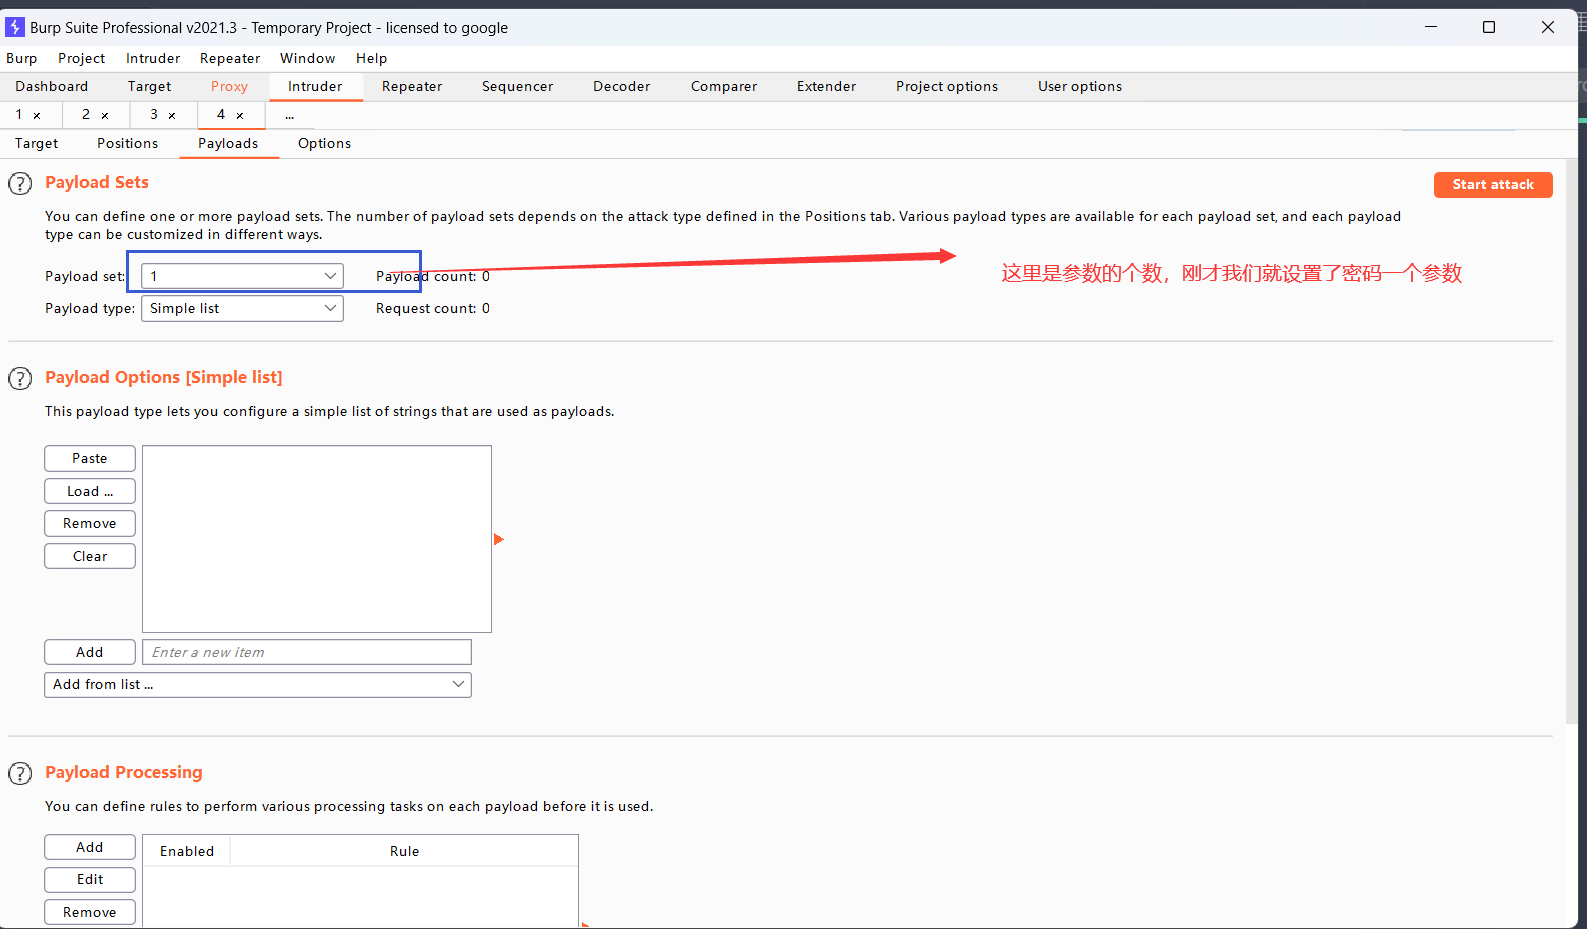 Burp Suite Professional v2021.3 - Temporary Project - licensed to google
Burp Project Intruder Repeater Window Help
Dashboard Target Proxy Intruder Repeater Sequencer Decoder Comparer Extender Project options User options
1 × 2 × 3 × 4 × ...
Target Positions Payloads Options
Payload Sets
Start attack
You can define one or more payload sets. The number of payload sets depends on the attack type defined in the Positions tab. Various payload types are available for each payload set, and each payload
type can be customized in different ways.
Payload set: 1 Payload count: 0
这里是参数的个数，刚才我们就设置了密码一个参数
Payload type: Simple list Request count: 0
Payload Options [Simple list]
This payload type lets you configure a simple list of strings that are used as payloads.
Paste
Load ...
Remove
Clear
Add Enter a new item
Add from list ...
Payload Processing
You can define rules to perform various processing tasks on each payload before it is used.
Add Enabled Rule
Edit
Remove